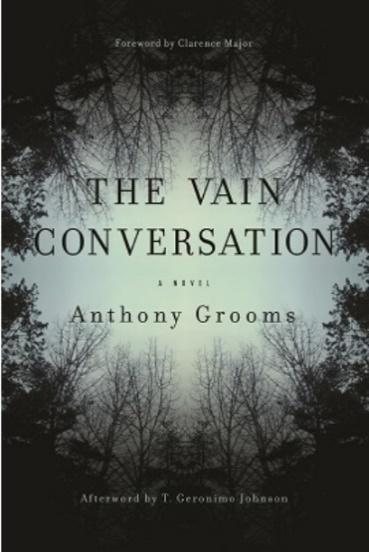 Foreword by Clarence Major
THE VAIN
CONVERSATION
A NOVEL
Anthony Grooms
Afterword by T. Geronimo Johnson